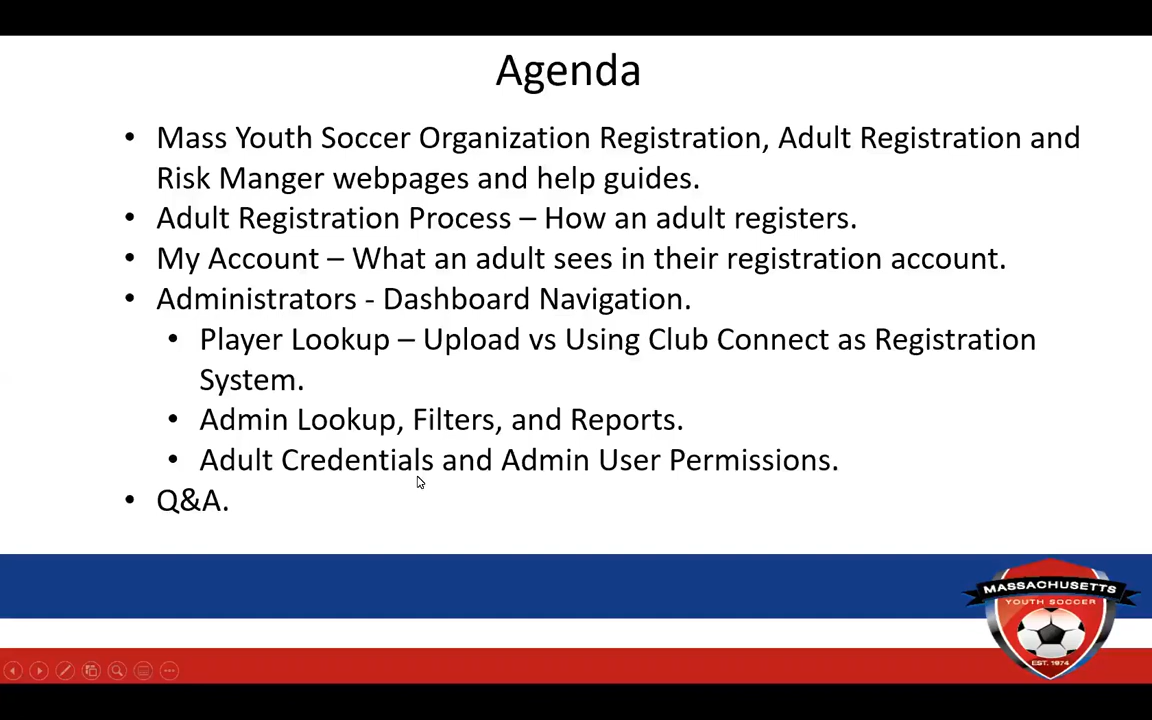 Agenda
• Mass Youth Soccer Organization Registration, Adult Registration and
Risk Manger webpages and help guides.
• Adult Registration Process – How an adult registers.
• My Account – What an adult sees in their registration account.
• Administrators - Dashboard Navigation.
• Player Lookup – Upload vs Using Club Connect as Registration
System.
• Admin Lookup, Filters, and Reports.
• Adult Credentials and Admin User Permissions.
• Q&A.
MASSACHUSETTS
YOUTH SOCCER
EST. 1974